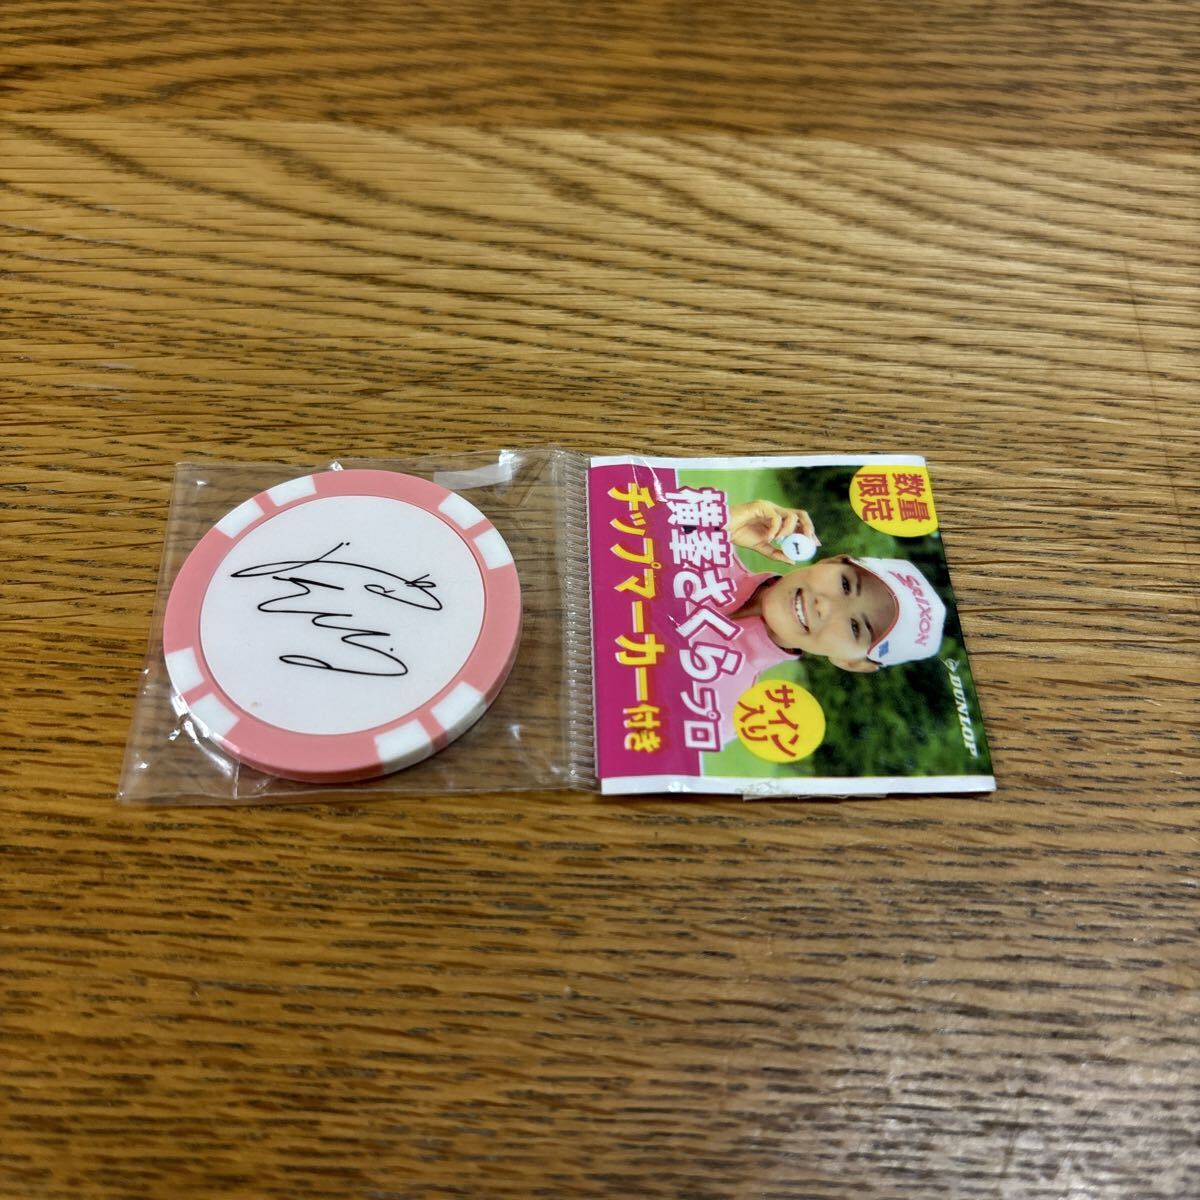 数量
限定
SRIXON
DUNLOP
サイン
入り
横峯さくらプロ
チップマーカー付き